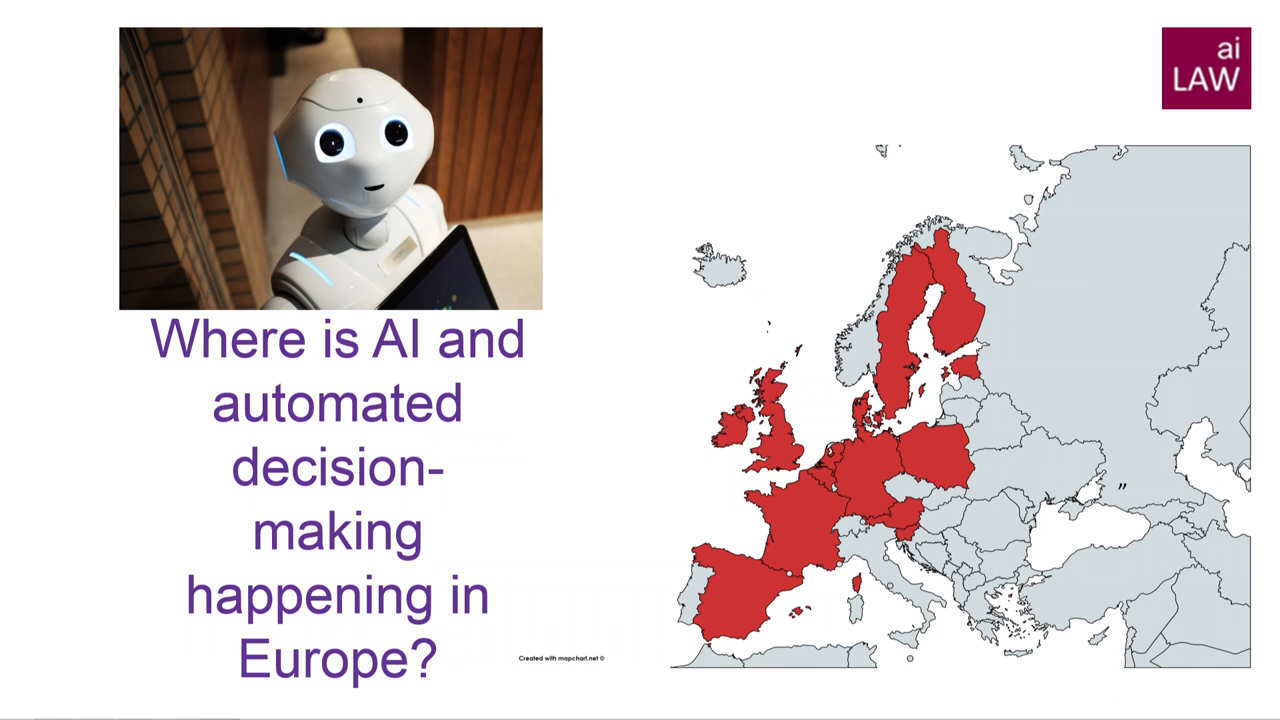 ai
LAW
Where is AI and
automated
decision-
making
happening in
Europe?
”
Created with mapchart.net ©